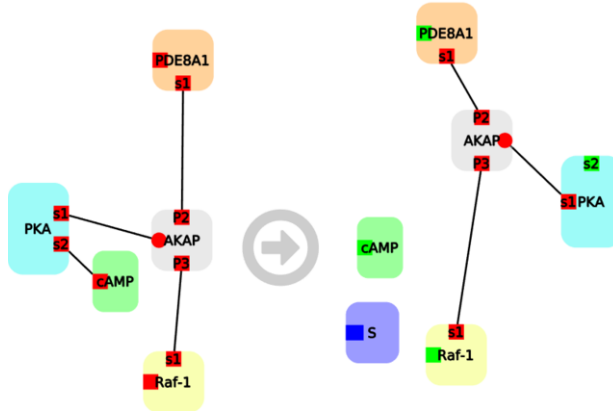 PDE8A1
s1
P2
s1
PKA
AKAP
s2
P3
cAMP
s1
Raf-1
PDE8A1
s1
P2
AKAP
P3
s2
s1 PKA
cAMP
S
s1
Raf-1